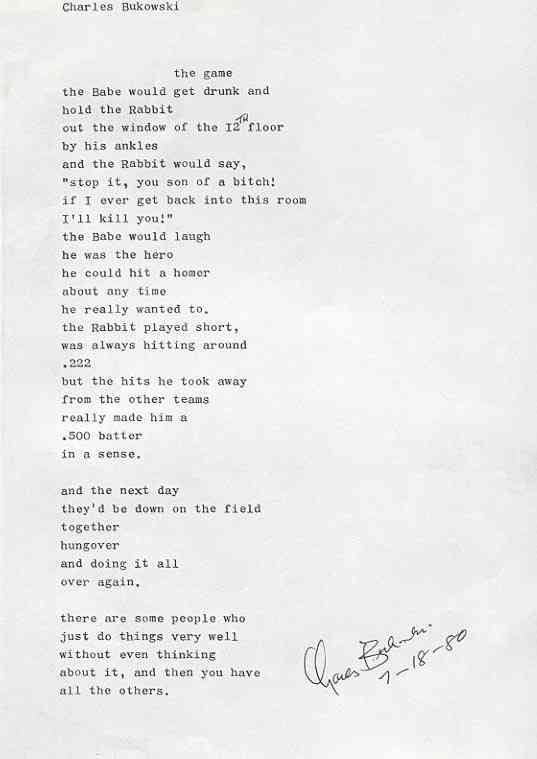 Charles Bukowski
the game
the Babe would get drunk and
hold the Rabbit
out the window of the I2TH floor
by his ankles
and the Rabbit would say,
"stop it, you son of a bitch!
if I ever get back into this room
I'll kill you!"
the Babe would laugh
he was the hero
he could hit a homer
about any time
he really wanted to.
the Rabbit played short,
was always hitting around
.222
but the hits he took away
from the other teams
really made him a
.500 batter
in a sense.
and the next day
they'd be down on the field
together
hungover
and doing it all
over again.
there are some people who
just do things very well
without even thinking
about it, and then you have
all the others.
Charles Bukowski
7-18-80